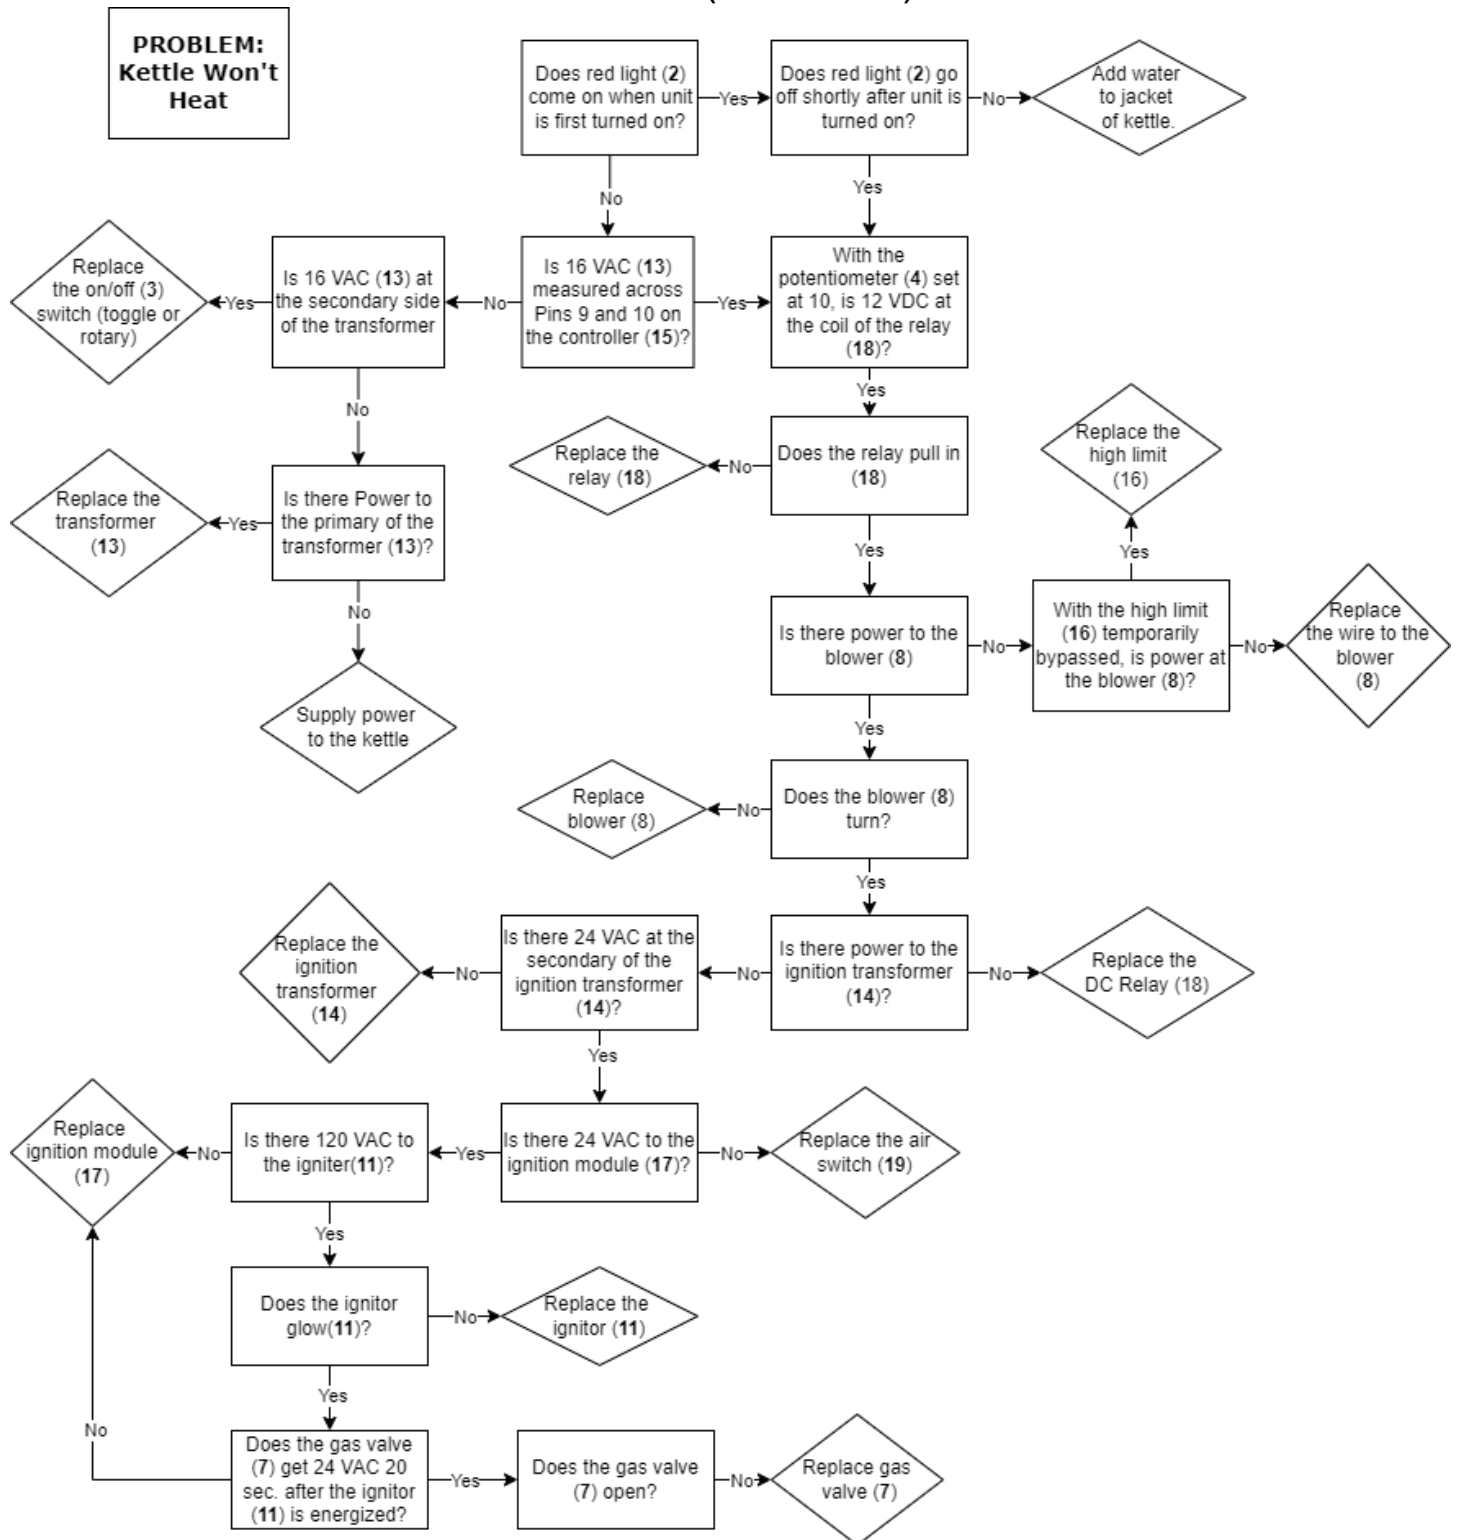 PROBLEM:
Kettle Won't
Heat
Does red light (2)
come on when unit
is first turned on?
Yes
Does red light (2) go
off shortly after unit is
turned on?
No
Add water
to jacket
of kettle.
No
Yes
Replace
the on/off (3)
switch (toggle or
rotary)
Yes
Is 16 VAC (13) at
the secondary side
of the transformer
No
Is 16 VAC (13)
measured across
Pins 9 and 10 on
the controller (15)?
Yes
With the
potentiometer (4) set
at 10, is 12 VDC at
the coil of the relay
(18)?
No
Yes
Replace the
transformer
(13)
Yes
Is there Power to
the primary of the
transformer (13)?
Replace the
relay (18)
No
Does the relay pull in
(18)
Replace the
high limit
(16)
No
Yes
Yes
Supply power
to the kettle
Is there power to the
blower (8)
No
With the high limit
(16) temporarily
bypassed, is power at
the blower (8)?
No
Replace
the wire to the
blower
(8)
Yes
Replace
blower (8)
No
Does the blower (8)
turn?
Yes
Replace the
ignition
transformer
(14)
No
Is there 24 VAC at the
secondary of the
ignition transformer
(14)?
No
Is there power to the
ignition transformer
(14)?
No
Replace the
DC Relay (18)
Yes
Replace
ignition module
(17)
No
Is there 120 VAC to
the igniter(11)?
Yes
Is there 24 VAC to the
ignition module (17)?
No
Replace the air
switch (19)
Yes
Does the ignitor
glow(11)?
No
Replace the
ignitor (11)
Yes
No
Does the gas valve
(7) get 24 VAC 20
sec. after the ignitor
(11) is energized?
Yes
Does the gas valve
(7) open?
No
Replace gas
valve (7)